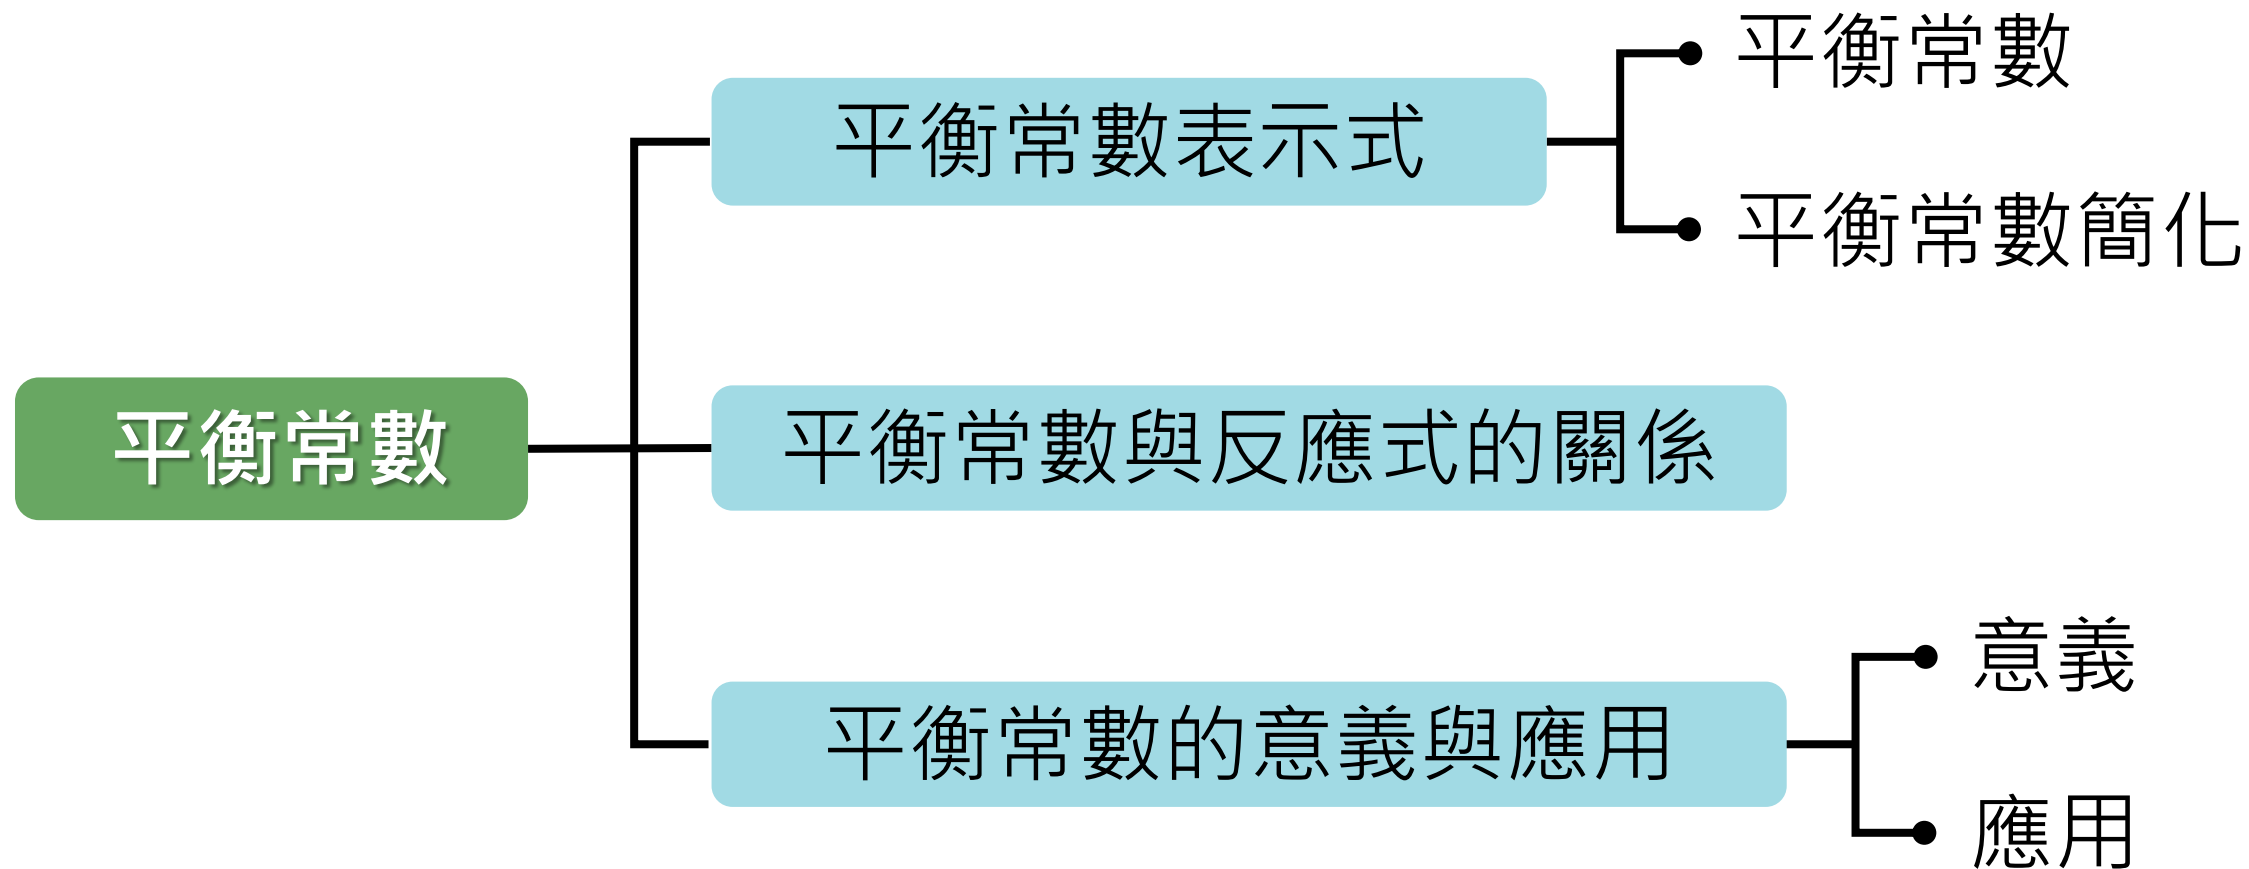 平衡常數
平衡常數表示式
平衡常數
平衡常數簡化
平衡常數與反應式的關係
平衡常數的意義與應用
意義
應用